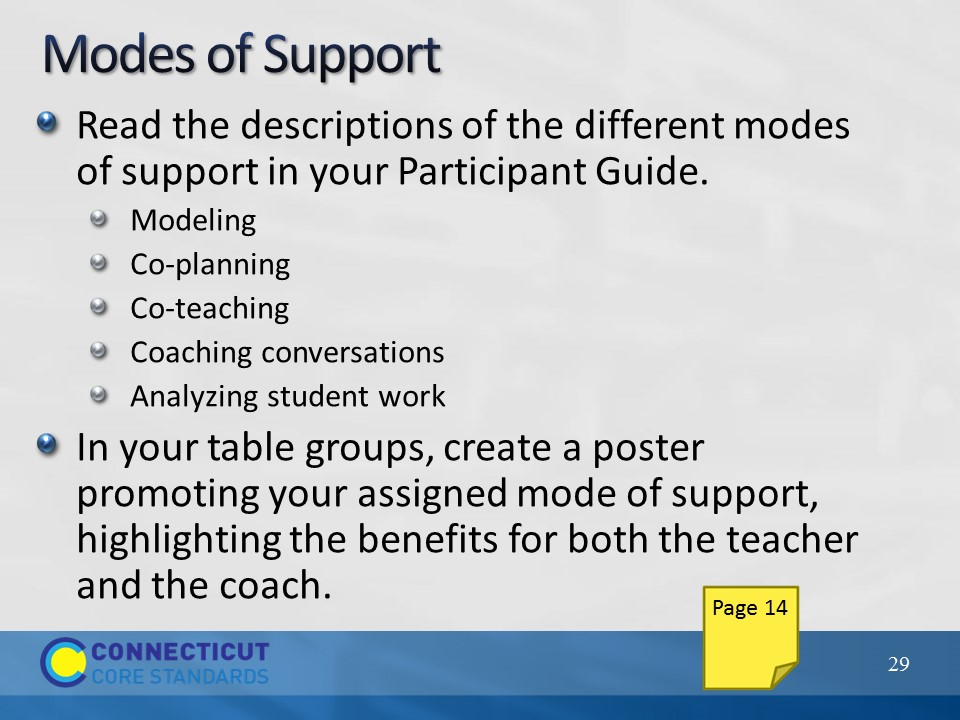 Modes of Support
Read the descriptions of the different modes
of support in your Participant Guide.
Modeling
Co-planning
Co-teaching
Coaching conversations
Analyzing student work
In your table groups, create a poster
promoting your assigned mode of support,
highlighting the benefits for both the teacher
and the coach.
Page 14
CONNECTICUT
CORE STANDARDS
29